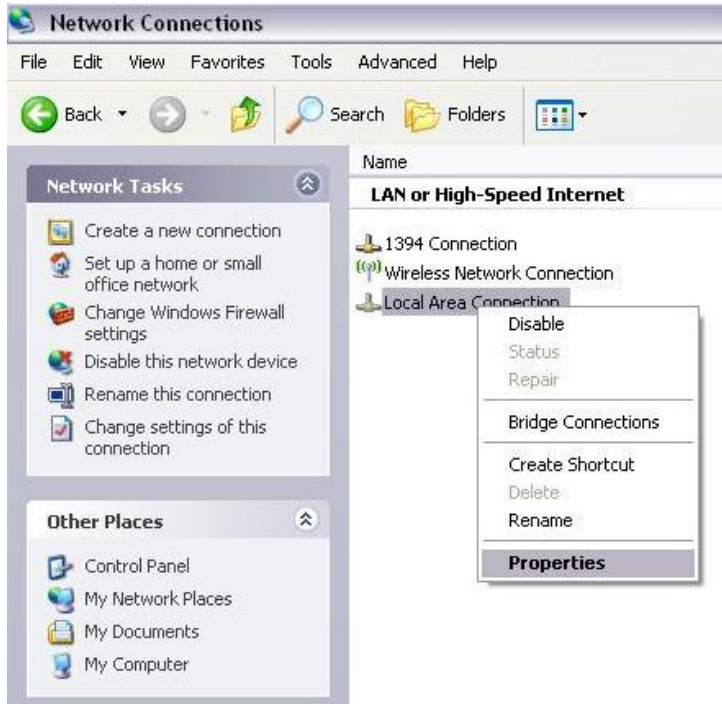 Network Connections
File Edit View Favorites Tools Advanced Help
Back Search Folders
Network Tasks
Create a new connection
Set up a home or small
office network
Change Windows Firewall
settings
Disable this network device
Rename this connection
Change settings of this
connection
Other Places
Control Panel
My Network Places
My Documents
My Computer
Name
LAN or High-Speed Internet
1394 Connection
Wireless Network Connection
Local Area Connection
Disable
Status
Repair
Bridge Connections
Create Shortcut
Delete
Rename
Properties